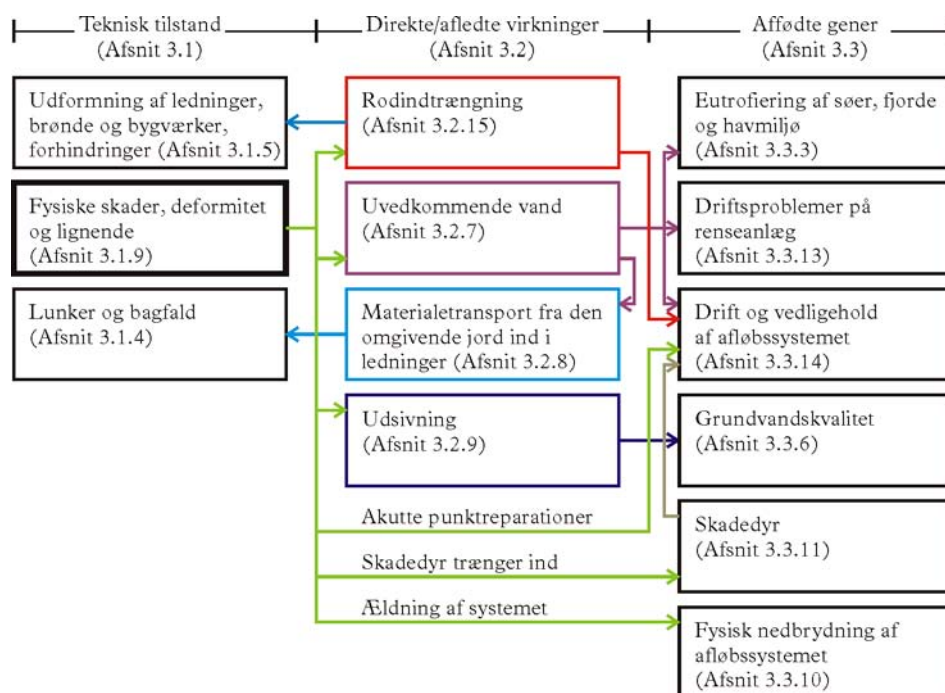 Teknisk tilstand
(Afsnit 3.1)
Direkte/afledte virkninger
(Afsnit 3.2)
Affødte gener
(Afsnit 3.3)
Udformning af ledninger,
brønde og bygværker,
forhindringer (Afsnit 3.1.5)
Fysiske skader, deformitet
og lignende
(Afsnit 3.1.9)
Lunker og bagfald
(Afsnit 3.1.4)
Rodindtrængning
(Afsnit 3.2.15)
Uvedkommende vand
(Afsnit 3.2.7)
Materialetransport fra den
omgivende jord ind i
ledninger (Afsnit 3.2.8)
Udsivning
(Afsnit 3.2.9)
Akutte punktreparationer
Skadedyr trænger ind
Ældning af systemet
Eutrofiering af søer, fjorde
og havmiljø
(Afsnit 3.3.3)
Driftsproblemer på
renseanlæg
(Afsnit 3.3.13)
Drift og vedligehold
af afløbssystemet
(Afsnit 3.3.14)
Grundvandskvalitet
(Afsnit 3.3.6)
Skadedyr
(Afsnit 3.3.11)
Fysisk nedbrydning af
afløbssystemet
(Afsnit 3.3.10)